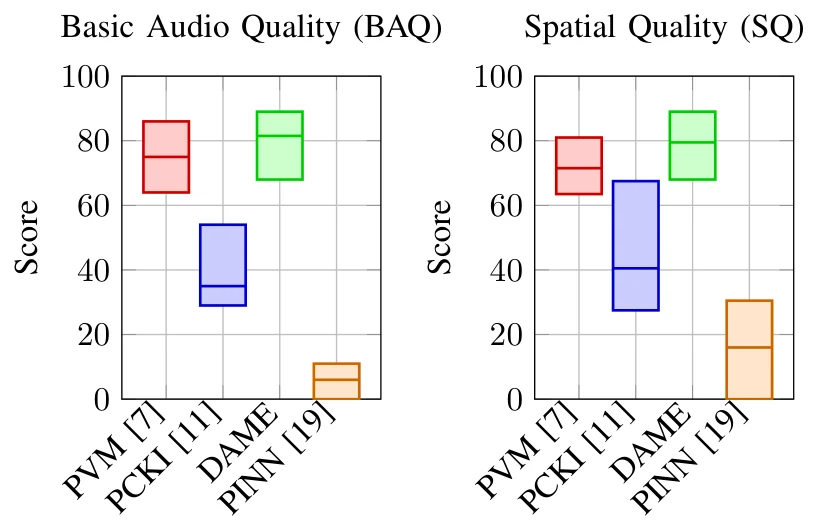 Basic Audio Quality (BAQ)
100
80
60
40
20
0
Score
PVM [7]
PCKI [11]
DAME
PINN [19]
Spatial Quality (SQ)
100
80
60
40
20
0
Score
PVM [7]
PCKI [11]
DAME
PINN [19]